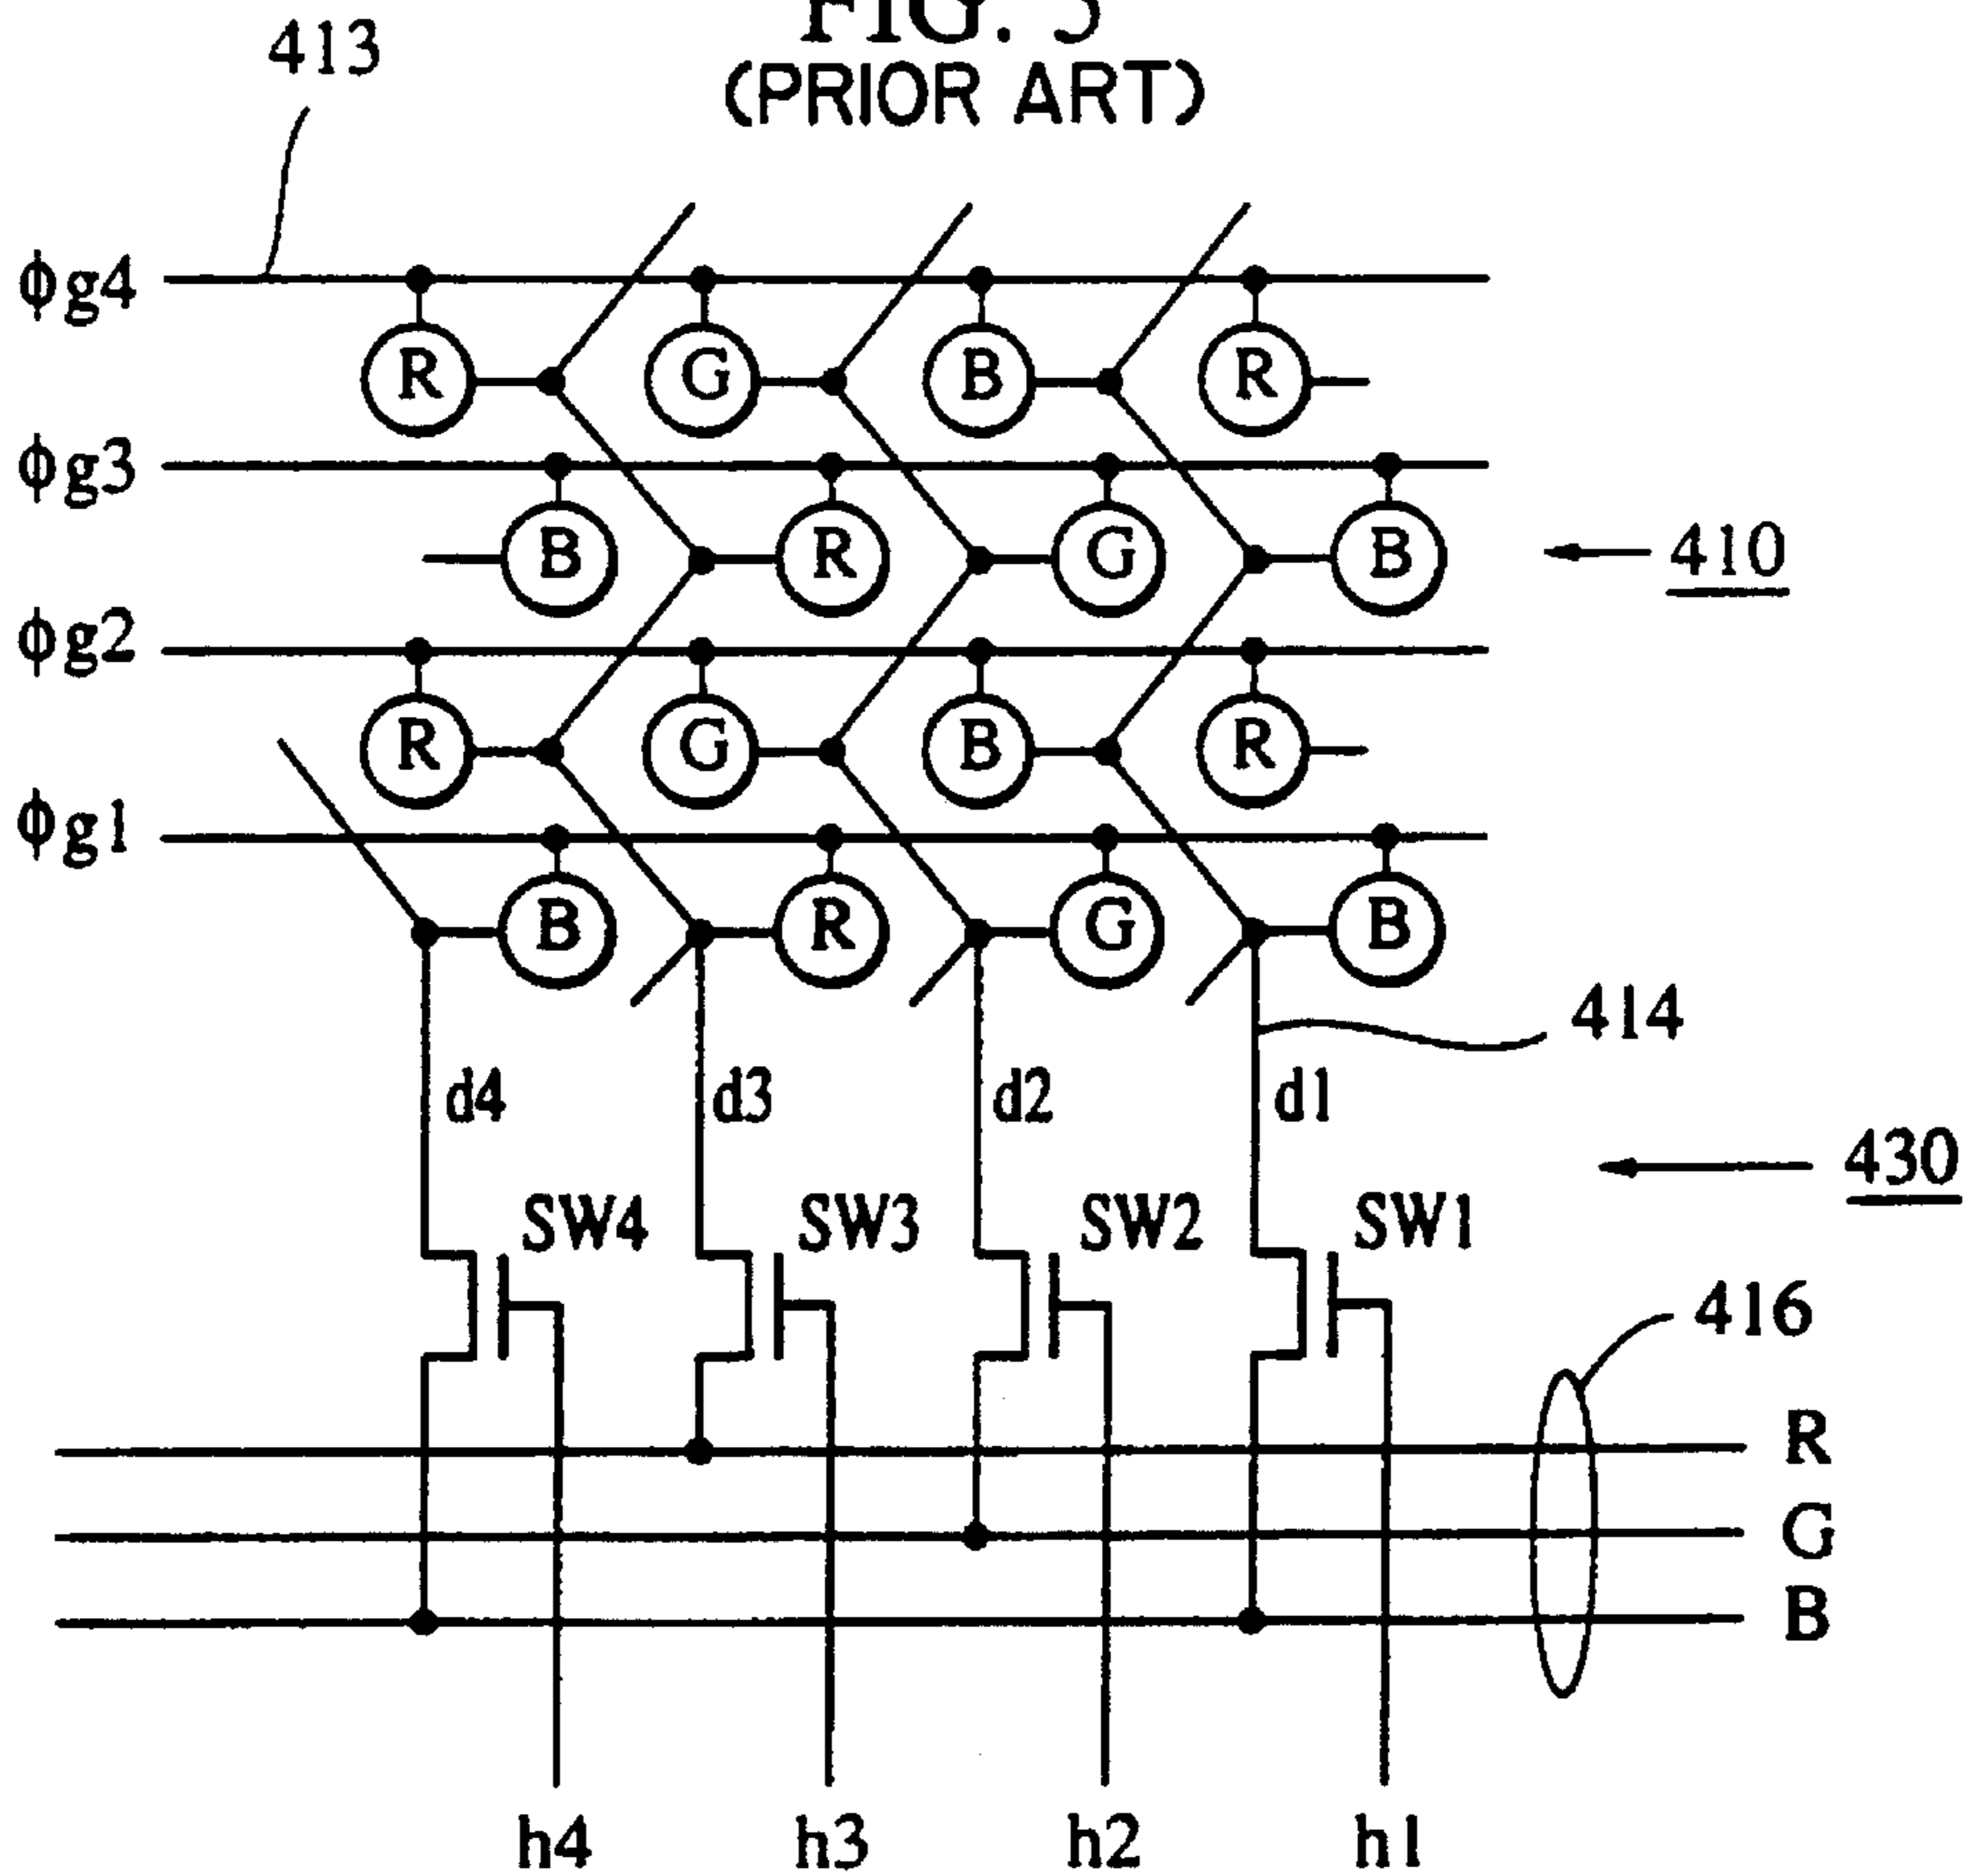 FIG. 5
413
(PRIOR ART)
ϕg4
R G B R
ϕg3
B R G B
410
ϕg2
R G B R
ϕg1
B R G B
414
d4 d3 d2 d1
430
SW4 SW3 SW2 SW1
416
R
G
B
h4 h3 h2 h1